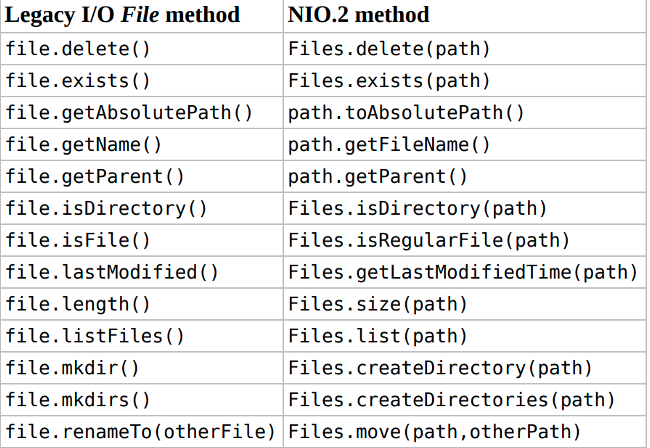 Legacy I/O File method NIO.2 method
file.delete() Files.delete(path)
file.exists() Files.exists(path)
file.getAbsolutePath() path.toAbsolutePath()
file.getName() path.getFileName()
file.getParent() path.getParent()
file.isDirectory() Files.isDirectory(path)
file.isFile() Files.isRegularFile(path)
file.lastModified() Files.getLastModifiedTime(path)
file.length() Files.size(path)
file.listFiles() Files.list(path)
file.mkdir() Files.createDirectory(path)
file.mkdirs() Files.createDirectories(path)
file.renameTo(otherFile) Files.move(path,otherPath)